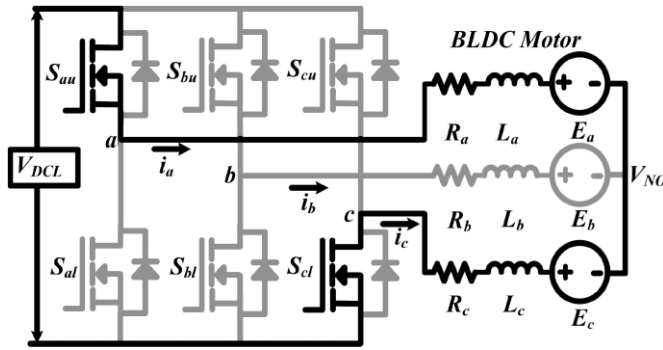 BLDC Motor
S_au
S_bu
S_cu
R_a
L_a
E_a
a
i_a
V_DCL
b
i_b
V_NO
c
i_c
R_b
L_b
E_b
S_al
S_bl
S_cl
R_c
L_c
E_c